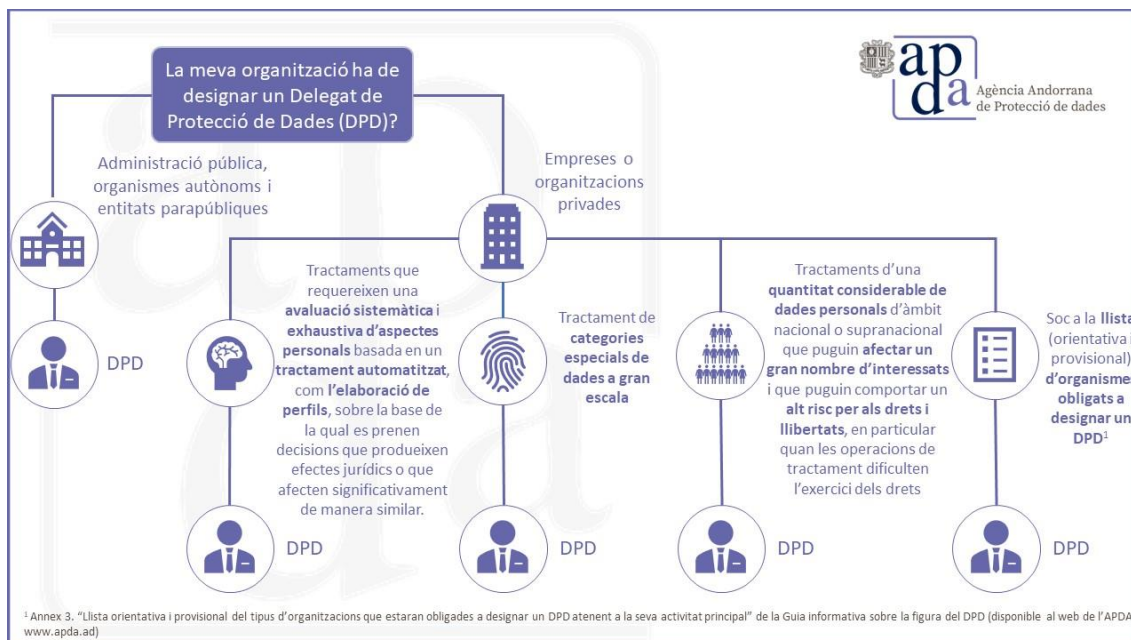 La meva organització ha de
designar un Delegat de
Protecció de Dades (DPD)?
apda
Agència Andorrana
de Protecció de dades
Administració pública,
organismes autònoms i
entitats parapúbliques
Empreses o
organitzacions
privades
DPD
Tractaments que
requereixen una
avaluació sistemàtica i
exhaustiva d'aspectes
personals basada en un
tractament automatitzat,
com l'elaboració de
perfils, sobre la base de
la qual es prenen
decisions que produeixen
efectes jurídics o que
afecten significativament
de manera similar.
Tractament de
categories
especials de
dades a gran
escala
Tractaments d'una
quantitat considerable de
dades personals d'àmbit
nacional o supranacional
que puguin afectar un
gran nombre d'interessats
i que puguin comportar un
alt risc per als drets i
llibertats, en particular
quan les operacions de
tractament dificulten
l'exercici dels drets
Soc a la llista
(orientativa i
provisional)
d'organismes
obligats a
designar un
DPD¹
DPD
DPD
DPD
DPD
¹ Annex 3. "Llista orientativa i provisional del tipus d'organitzacions que estaran obligades a designar un DPD atenent a la seva activitat principal" de la Guia informativa sobre la figura del DPD (disponible al web de l'APDA
www.apda.ad)